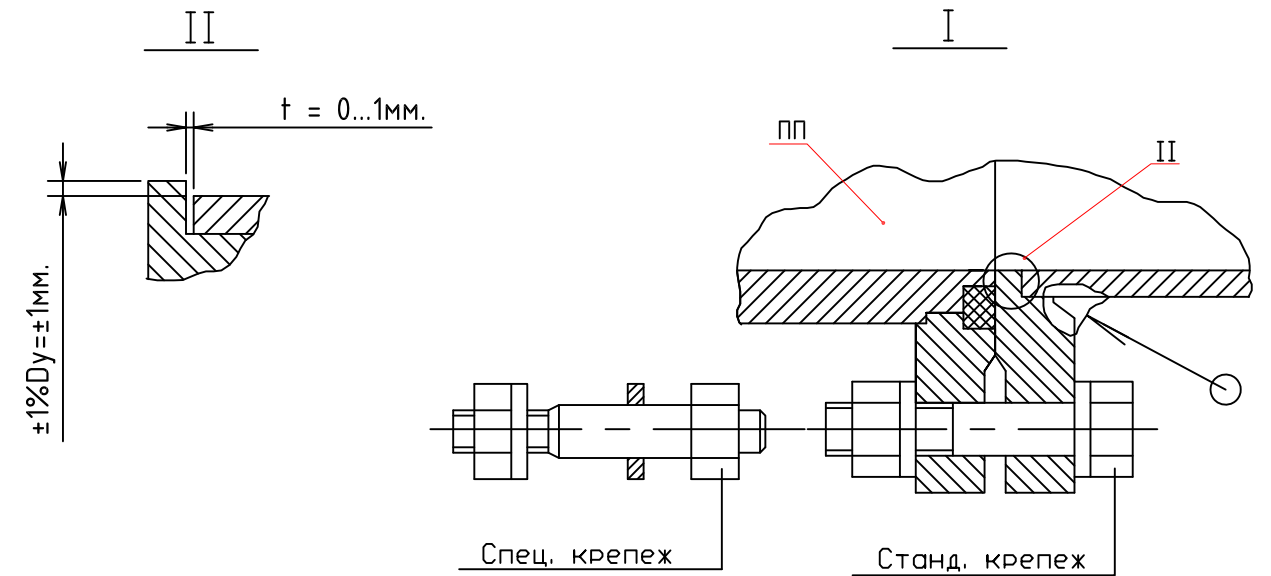 II
I
t = 0...1мм.
ПП
II
±1%Dy=±1мм.
Спец. крепеж
Станд. крепеж